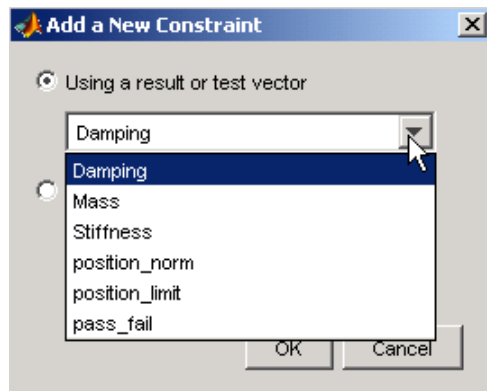 Add a New Constraint
Using a result or test vector
Damping
Damping
Mass
Stiffness
position_norm
position_limit
pass_fail
OK Cancel